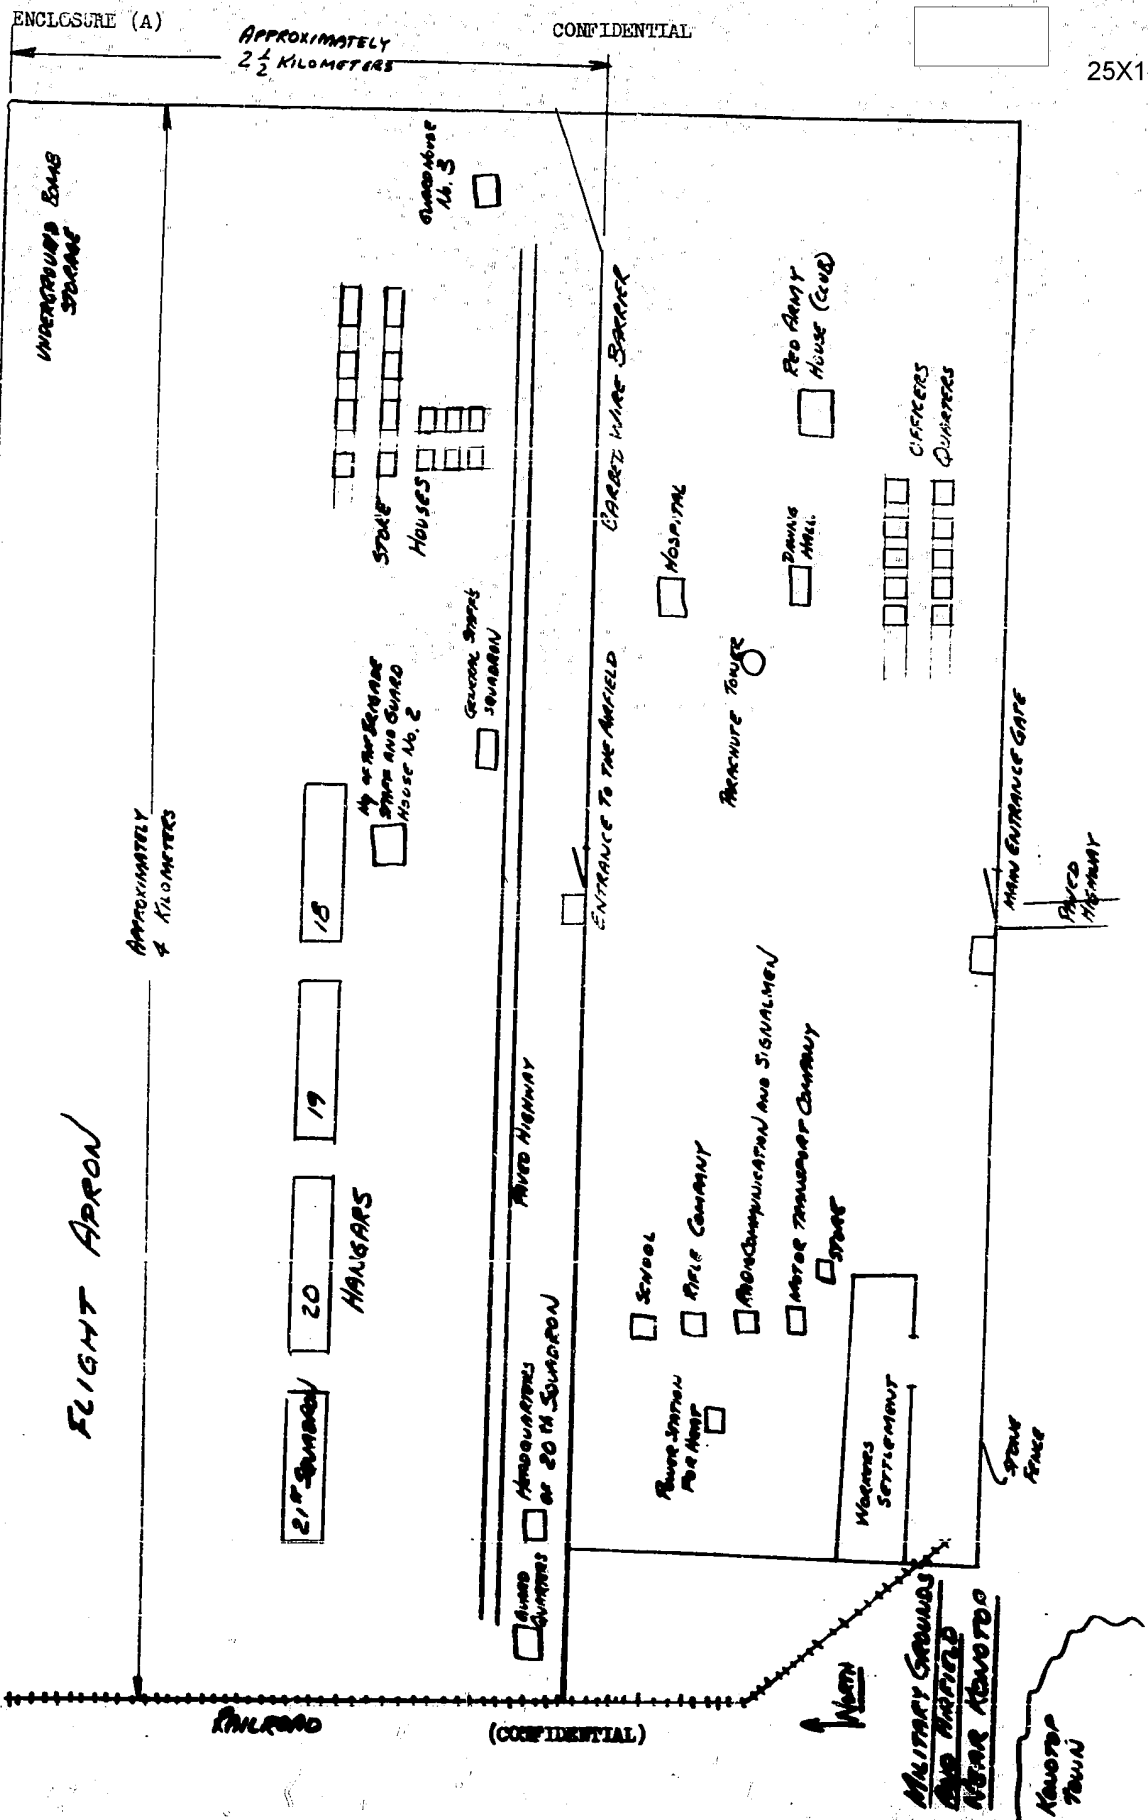 ENCLOSURE (A)
CONFIDENTIAL
25X1
APPROXIMATELY
2 1/2 KILOMETERS
UNDERGROUND BOMB
STORAGE
GUARD HOUSE
No. 3
RED ARMY
HOUSE (CLUB)
OFFICERS
QUARTERS
BARBED WIRE BARRIER
STORE
HOUSES
HOSPITAL
DINING
HALL
GENERAL STAFFS
SQUADRON
PARACHUTE TOWER
HQ OF THE BRIGADE
STAFF AND GUARD
HOUSE No. 2
ENTRANCE TO THE AIRFIELD
MAIN ENTRANCE GATE
PAVED
HIGHWAY
APPROXIMATELY
4 KILOMETERS
18
19
20
21st SQUADRON
HANGARS
FLIGHT APRON
PAVED HIGHWAY
SCHOOL
RIFLE COMPANY
RADIOCOMMUNICATION AND SIGNALMEN
MOTOR TRANSPORT COMPANY
STORE
HEADQUARTERS
OF 20th SQUADRON
POWER STATION
FOR HEAT
WORKERS
SETTLEMENT
STONE
FENCE
GUARD
QUARTERS
RAILROAD
(CONFIDENTIAL)
NORTH
MILITARY GROUNDS
AND AIRFIELD
NEAR KONOTOP
KONOTOP
TOWN